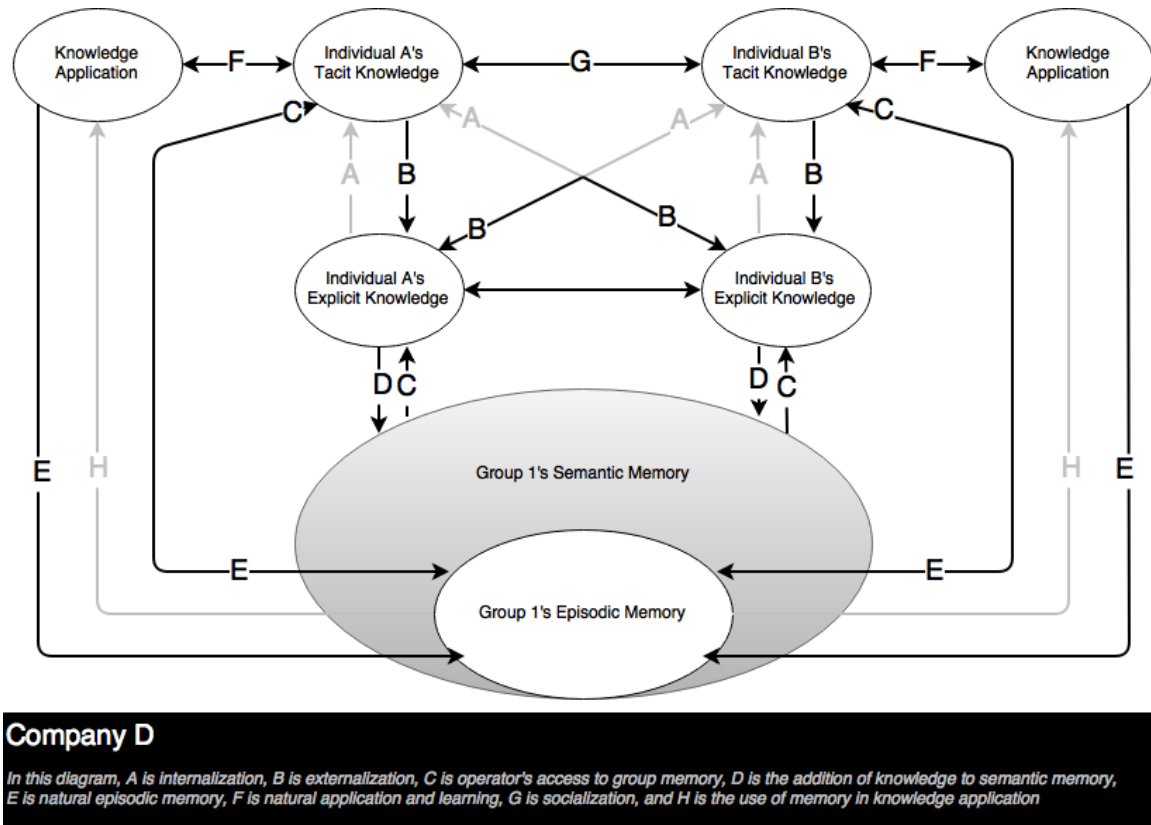 Knowledge
Application
F
Individual A's
Tacit Knowledge
G
Individual B's
Tacit Knowledge
F
Knowledge
Application
C
A
A
C
A
B
A
B
B
B
Individual A's
Explicit Knowledge
Individual B's
Explicit Knowledge
D
C
D
C
E
H
Group 1's Semantic Memory
H
E
E
E
Group 1's Episodic Memory
Company D
In this diagram, A is internalization, B is externalization, C is operator's access to group memory, D is the addition of knowledge to semantic memory,
E is natural episodic memory, F is natural application and learning, G is socialization, and H is the use of memory in knowledge application